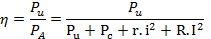 η = P_u / P_A = P_u / (P_u + P_c + r.i² + R.I²)